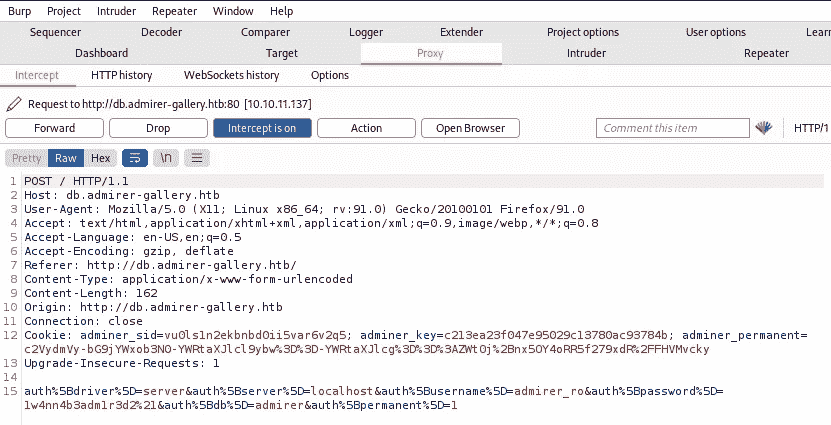 Burp Project Intruder Repeater Window Help
Sequencer Decoder Comparer Logger Extender Project options User options Lear
Dashboard Target Proxy Intruder Repeater
Intercept HTTP history WebSockets history Options
Request to http://db.admirer-gallery.htb:80 [10.10.11.137]
Forward Drop Intercept is on Action Open Browser Comment this item HTTP/1
Pretty Raw Hex \n
1 POST / HTTP/1.1
2 Host: db.admirer-gallery.htb
3 User-Agent: Mozilla/5.0 (X11; Linux x86_64; rv:91.0) Gecko/20100101 Firefox/91.0
4 Accept: text/html,application/xhtml+xml,application/xml;q=0.9,image/webp,*/*;q=0.8
5 Accept-Language: en-US,en;q=0.5
6 Accept-Encoding: gzip, deflate
7 Referer: http://db.admirer-gallery.htb/
8 Content-Type: application/x-www-form-urlencoded
9 Content-Length: 162
10 Origin: http://db.admirer-gallery.htb
11 Connection: close
12 Cookie: adminer_sid=vu0ls1n2ekbnbd0ii5var6v2q5; adminer_key=c213ea23f047e95029c13780ac93784b; adminer_permanent=
c2VydmVy-bG9jYWxob3N0-YWRtaXJlcl9ybw%3D%3D-YWRtaXJlcg%3D%3D%3AZWt0j%2Bnx5OY4oRR5f279xdR%2FFHVMvcky
13 Upgrade-Insecure-Requests: 1
14
15 auth%5Bdriver%5D=server&auth%5Bserver%5D=localhost&auth%5Busername%5D=admirer_ro&auth%5Bpassword%5D=
1w4nn4b3adm1r3d2%21&auth%5Bdb%5D=admirer&auth%5Bpermanent%5D=1